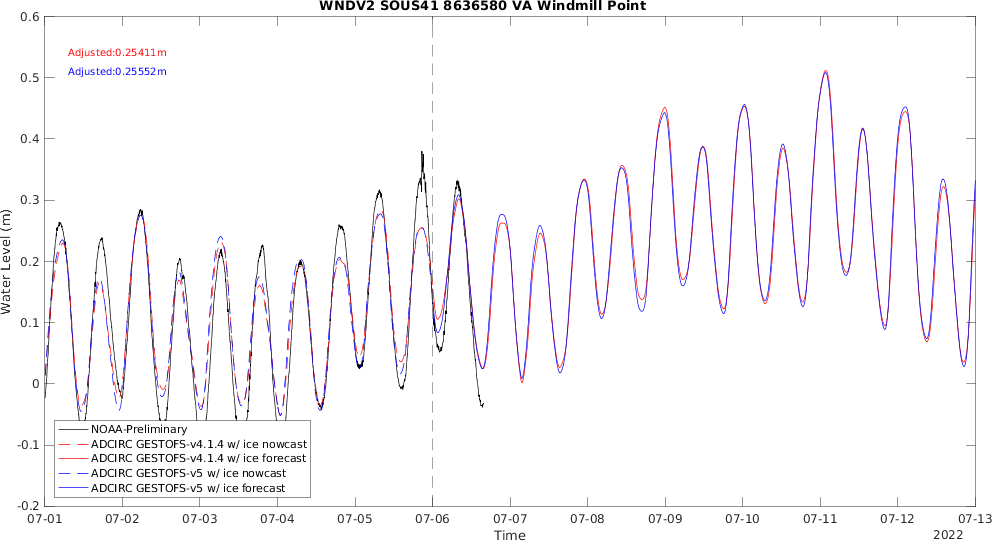 WNDV2 SOUS41 8636580 VA Windmill Point
Adjusted:0.25411m
Adjusted:0.25552m
Water Level (m)
0.6
0.5
0.4
0.3
0.2
0.1
0
-0.1
-0.2
NOAA-Preliminary
ADCIRC GESTOFS-v4.1.4 w/ ice nowcast
ADCIRC GESTOFS-v4.1.4 w/ ice forecast
ADCIRC GESTOFS-v5 w/ ice nowcast
ADCIRC GESTOFS-v5 w/ ice forecast
07-01 07-02 07-03 07-04 07-05 07-06 07-07 07-08 07-09 07-10 07-11 07-12 07-13
Time
2022